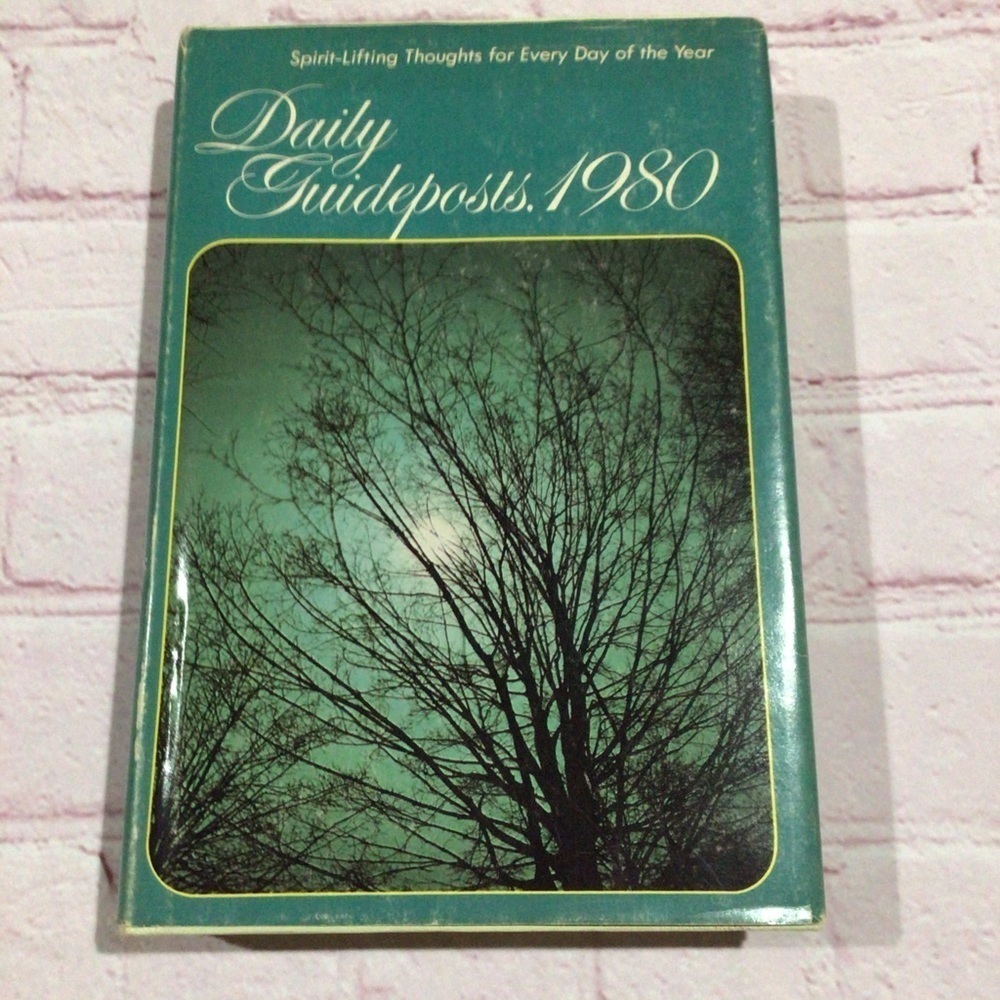 Spirit-Lifting Thoughts for Every Day of the Year
Daily
Guideposts, 1980